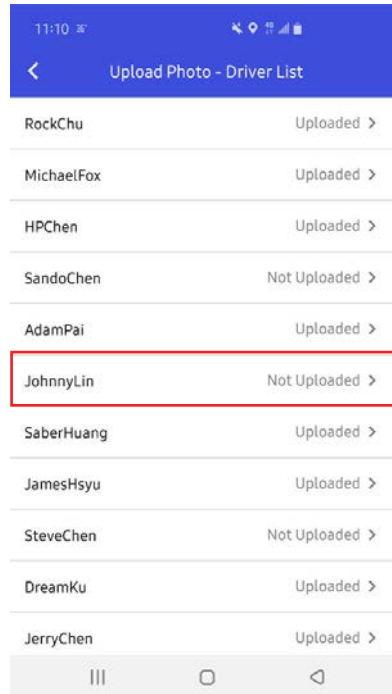 11:10
Upload Photo - Driver List
RockChu Uploaded >
MichaelFox Uploaded >
HPChen Uploaded >
SandoChen Not Uploaded >
AdamPai Uploaded >
JohnnyLin Not Uploaded >
SaberHuang Uploaded >
JamesHsyu Uploaded >
SteveChen Not Uploaded >
DreamKu Uploaded >
JerryChen Uploaded >